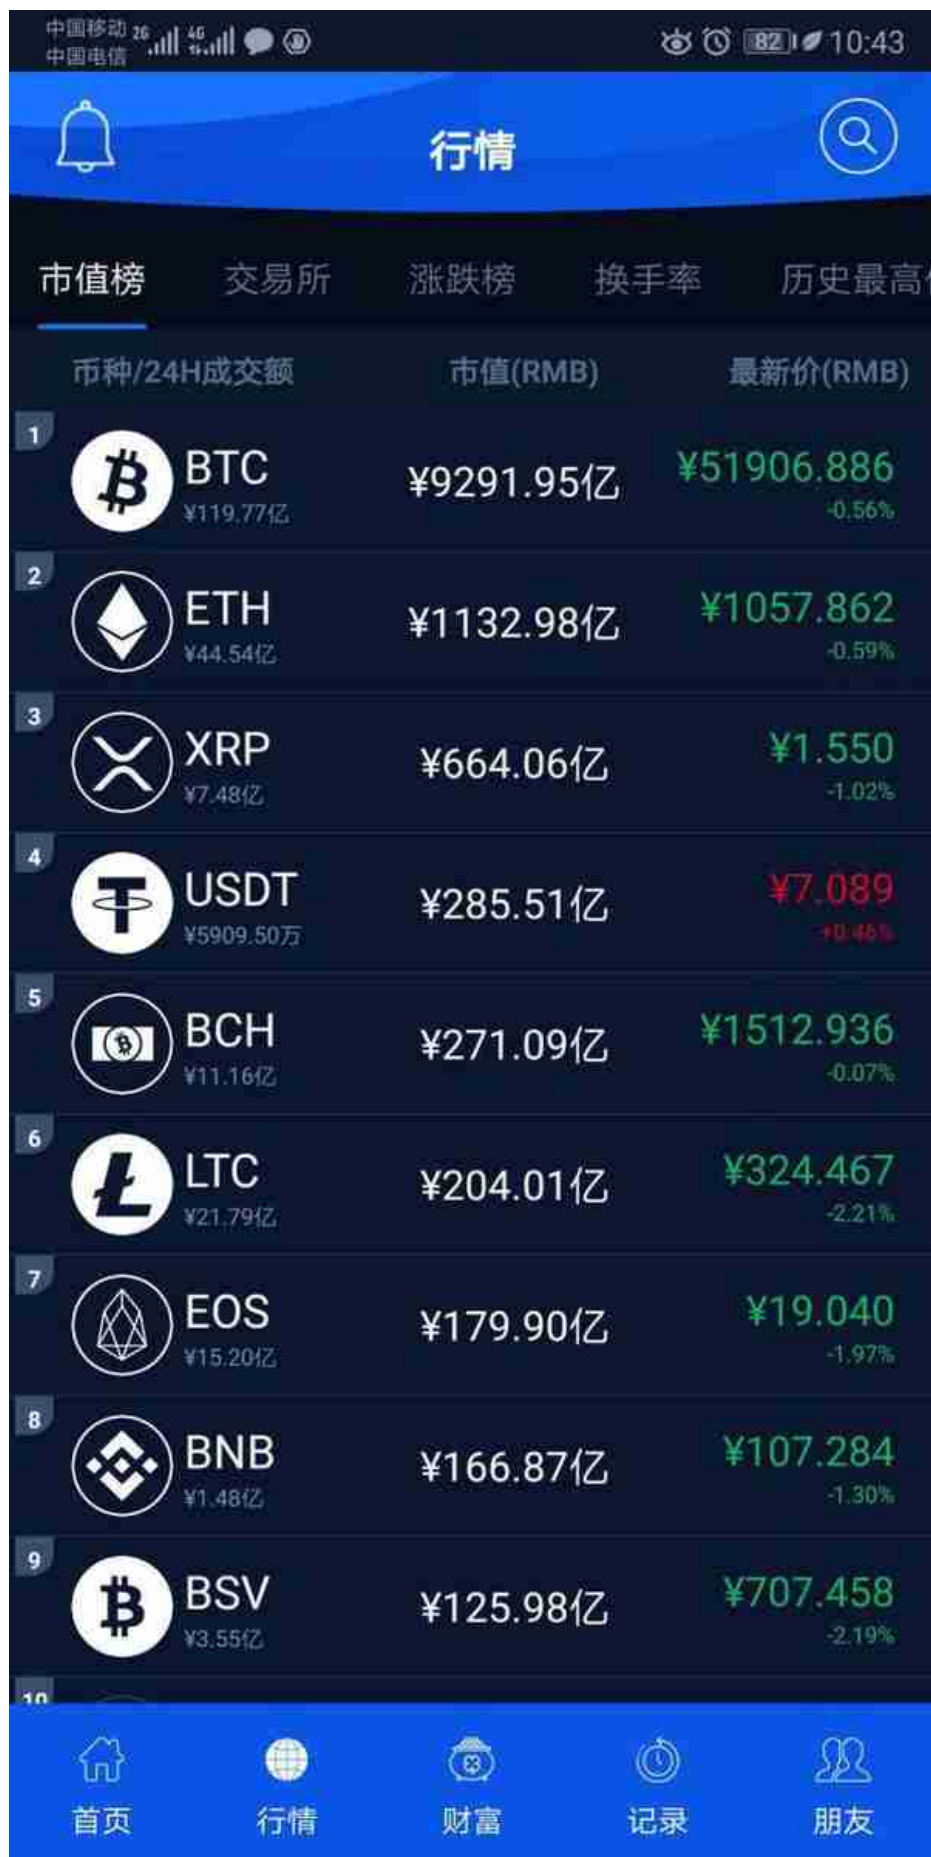 中国移动 2G 4G 82 10:43
中国电信
行情
市值榜 交易所 涨跌榜 换手率 历史最高
币种/24H成交额 市值(RMB) 最新价(RMB)
1
BTC ¥9291.95亿 ¥51906.886
¥119.77亿 -0.56%
2
ETH ¥1132.98亿 ¥1057.862
¥44.54亿 -0.59%
3
XRP ¥664.06亿 ¥1.550
¥7.48亿 -1.02%
4
USDT ¥285.51亿 ¥7.089
¥5909.50万 +0.46%
5
BCH ¥271.09亿 ¥1512.936
¥11.16亿 -0.07%
6
LTC ¥204.01亿 ¥324.467
¥21.79亿 -2.21%
7
EOS ¥179.90亿 ¥19.040
¥15.20亿 -1.97%
8
BNB ¥166.87亿 ¥107.284
¥1.48亿 -1.30%
9
BSV ¥125.98亿 ¥707.458
¥3.55亿 -2.19%
10
首页 行情 财富 记录 朋友